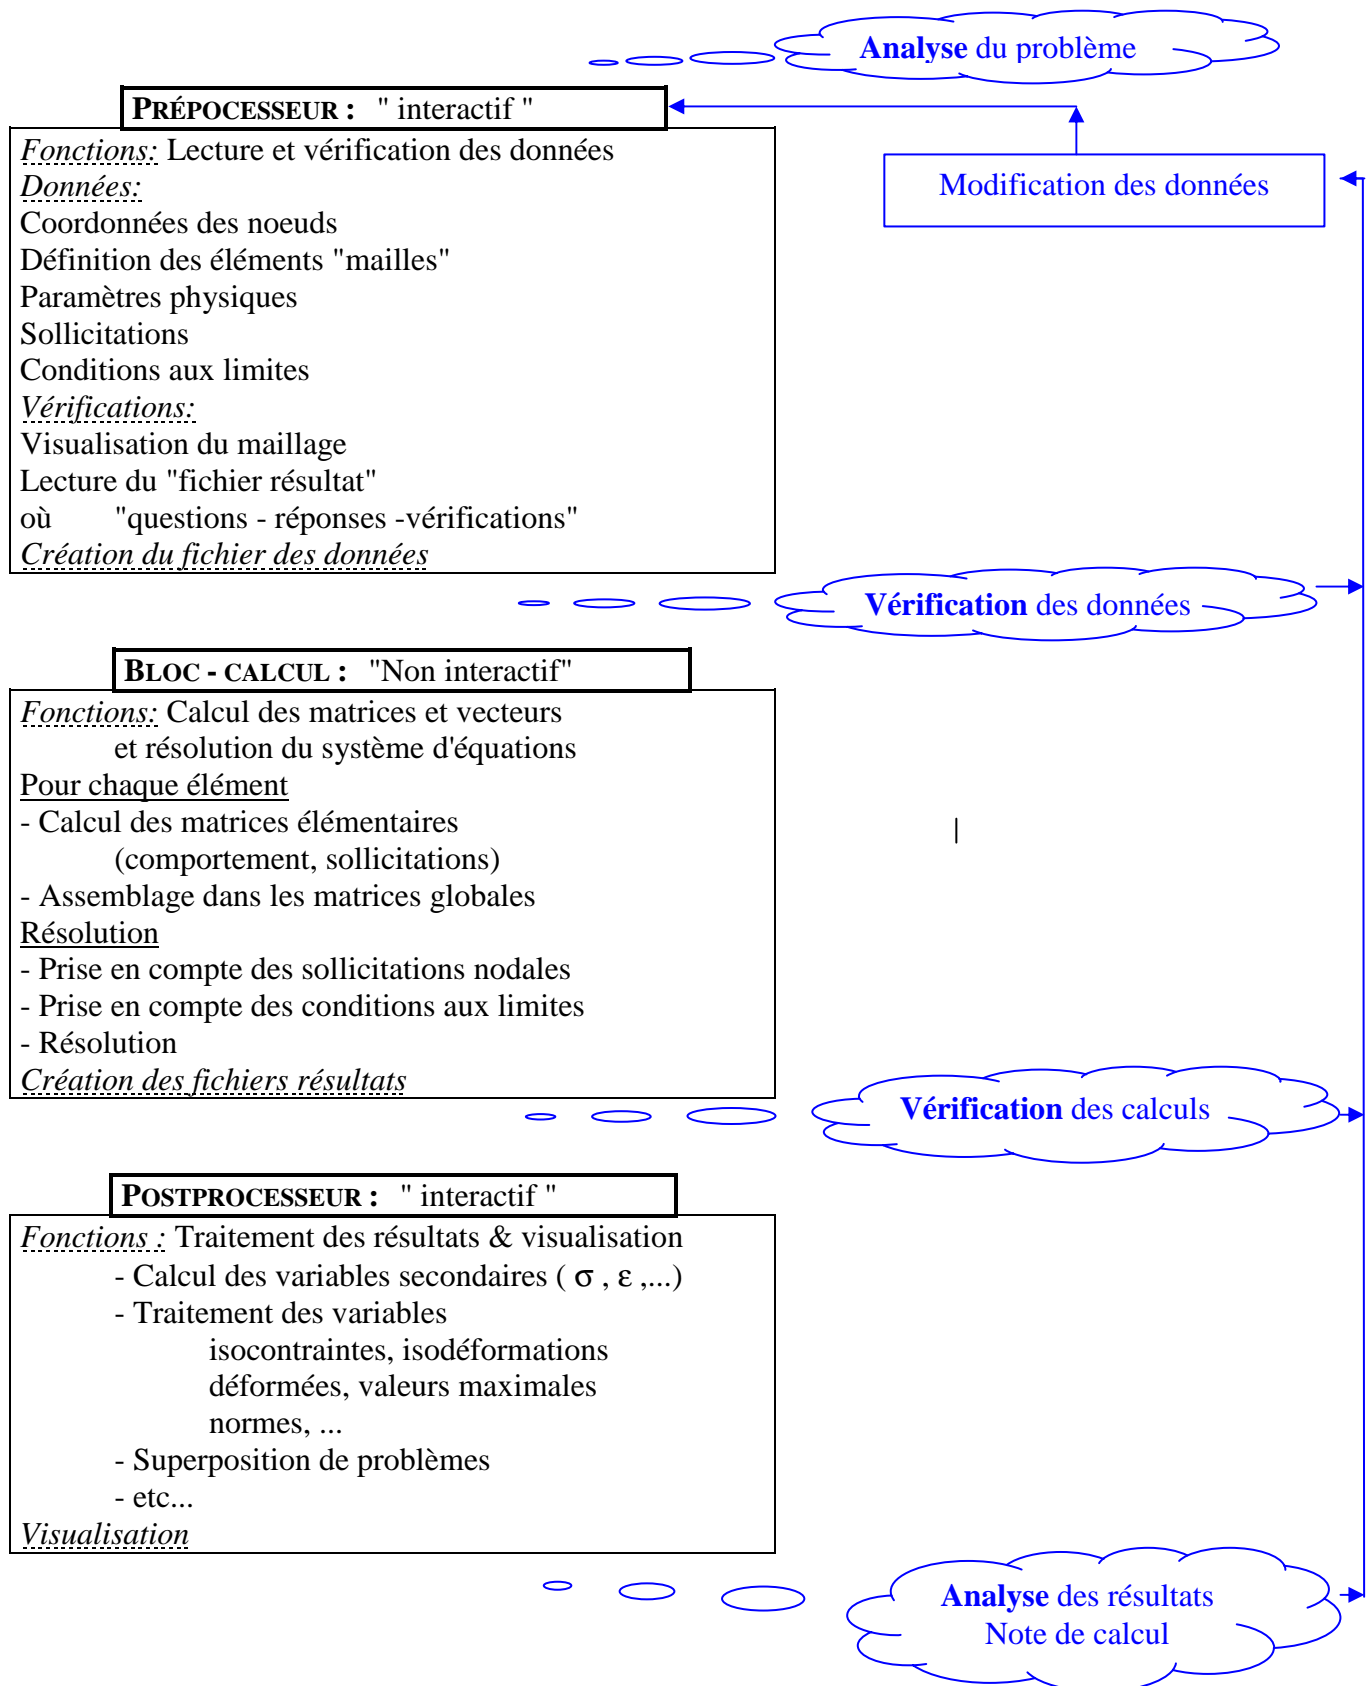 Analyse du problème
PRÉPOCESSEUR : " interactif "
Fonctions: Lecture et vérification des données
Données:
Modification des données
Coordonnées des noeuds
Définition des éléments "mailles"
Paramètres physiques
Sollicitations
Conditions aux limites
Vérifications:
Visualisation du maillage
Lecture du "fichier résultat"
où "questions - réponses -vérifications"
Création du fichier des données
Vérification des données
BLOC - CALCUL : "Non interactif"
Fonctions: Calcul des matrices et vecteurs
et résolution du système d'équations
Pour chaque élément
- Calcul des matrices élémentaires
(comportement, sollicitations)
- Assemblage dans les matrices globales
Résolution
- Prise en compte des sollicitations nodales
- Prise en compte des conditions aux limites
- Résolution
Création des fichiers résultats
Vérification des calculs
POSTPROCESSEUR : " interactif "
Fonctions : Traitement des résultats & visualisation
- Calcul des variables secondaires ( σ , ε ,...)
- Traitement des variables
isocontraintes, isodéformations
déformées, valeurs maximales
normes, ...
- Superposition de problèmes
- etc...
Visualisation
Analyse des résultats
Note de calcul